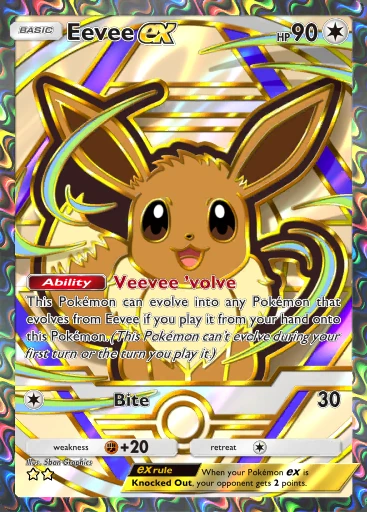 BASIC Eevee ex HP 90
Ability Veevee 'volve
This Pokémon can evolve into any Pokémon that
evolves from Eevee if you play it from your hand onto
this Pokémon. (This Pokémon can't evolve during your
first turn or the turn you play it.)
Bite 30
weakness +20 retreat
Illus. Sban Graphics
ex rule When your Pokémon ex is
Knocked Out, your opponent gets 2 points.